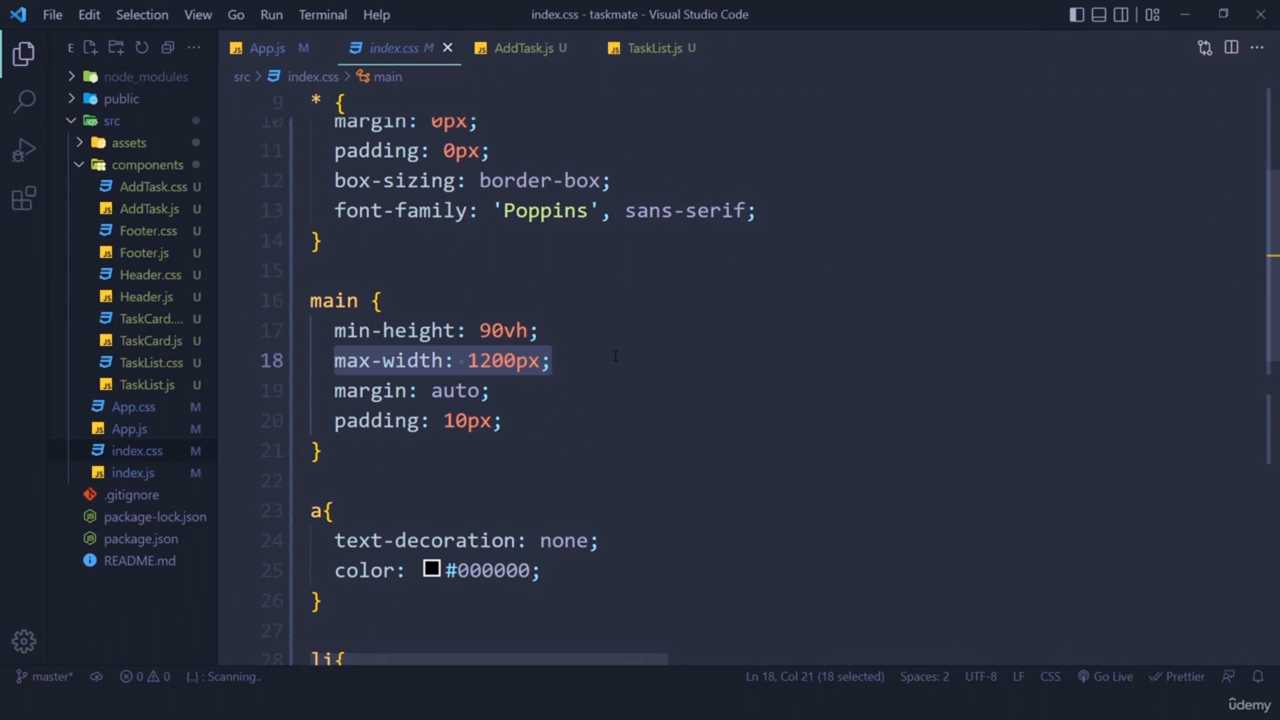 File Edit Selection View Go Run Terminal Help index.css - taskmate - Visual Studio Code
E ... App.js M index.css M AddTask.js U TaskList.js U ...
node_modules
public
src
assets
components
AddTask.css U
AddTask.js U
Footer.css U
Footer.js U
Header.css U
Header.js U
TaskCard.... U
TaskCard.js U
TaskList.css U
TaskList.js U
App.css M
App.js M
index.css M
index.js M
.gitignore
package-lock.json
package.json
README.md
src > index.css > main
9 * {
10 margin: 0px;
11 padding: 0px;
12 box-sizing: border-box;
13 font-family: 'Poppins', sans-serif;
14 }
15
16 main {
17 min-height: 90vh;
18 max-width: 1200px;
19 margin: auto;
20 padding: 10px;
21 }
22
23 a{
24 text-decoration: none;
25 color: #000000;
26 }
27
28 li{
master* 0 0 {..} : Scanning.. Ln 18, Col 21 (18 selected) Spaces: 2 UTF-8 LF CSS Go Live Prettier
udemy